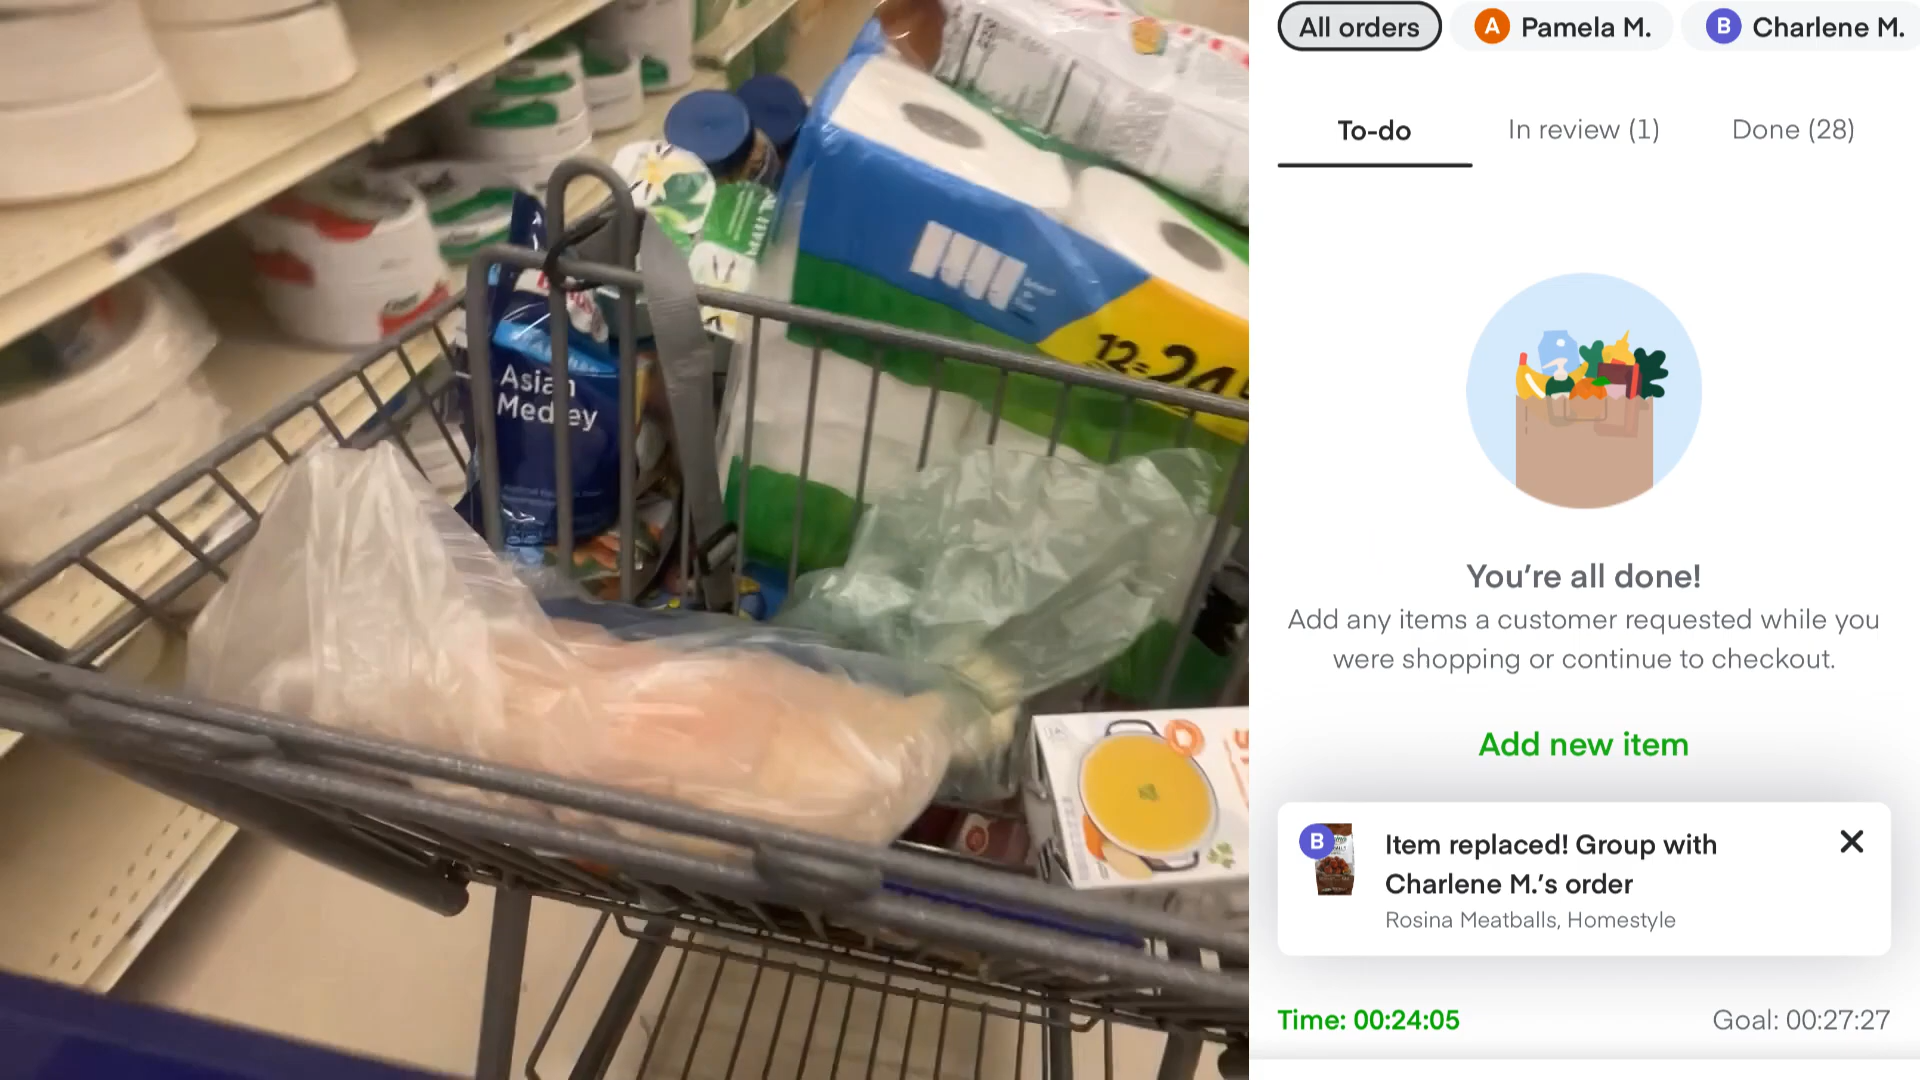 Asian
Medley
12=24
All orders
A Pamela M.
B Charlene M.
To-do
In review (1)
Done (28)
You're all done!
Add any items a customer requested while you
were shopping or continue to checkout.
Add new item
B
Item replaced! Group with
Charlene M.'s order
Rosina Meatballs, Homestyle
Time: 00:24:05
Goal: 00:27:27